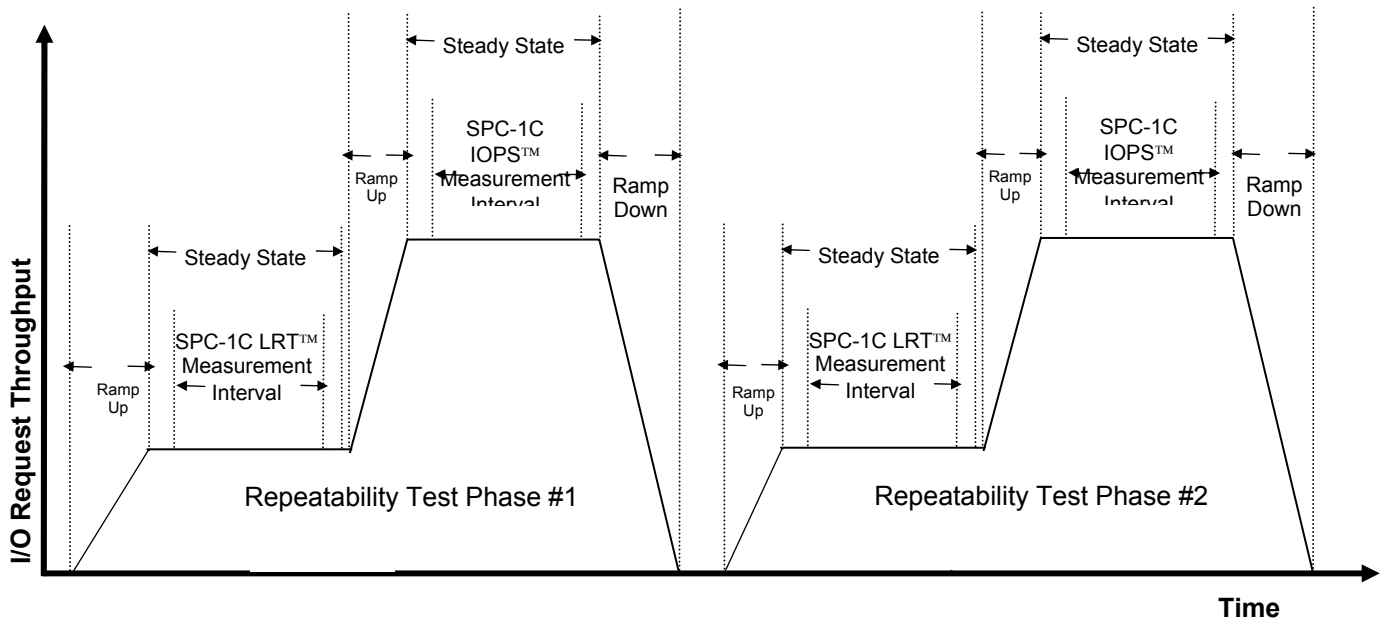 Steady State
Steady State
SPC-1C
IOPS™
Measurement
Interval
SPC-1C
IOPS™
Measurement
Interval
Ramp
Up
Ramp
Down
Ramp
Up
Ramp
Down
Steady State
Steady State
SPC-1C LRT™
Measurement
Interval
SPC-1C LRT™
Measurement
Interval
Ramp
Up
Ramp
Up
I/O Request Throughput
Repeatability Test Phase #1
Repeatability Test Phase #2
Time